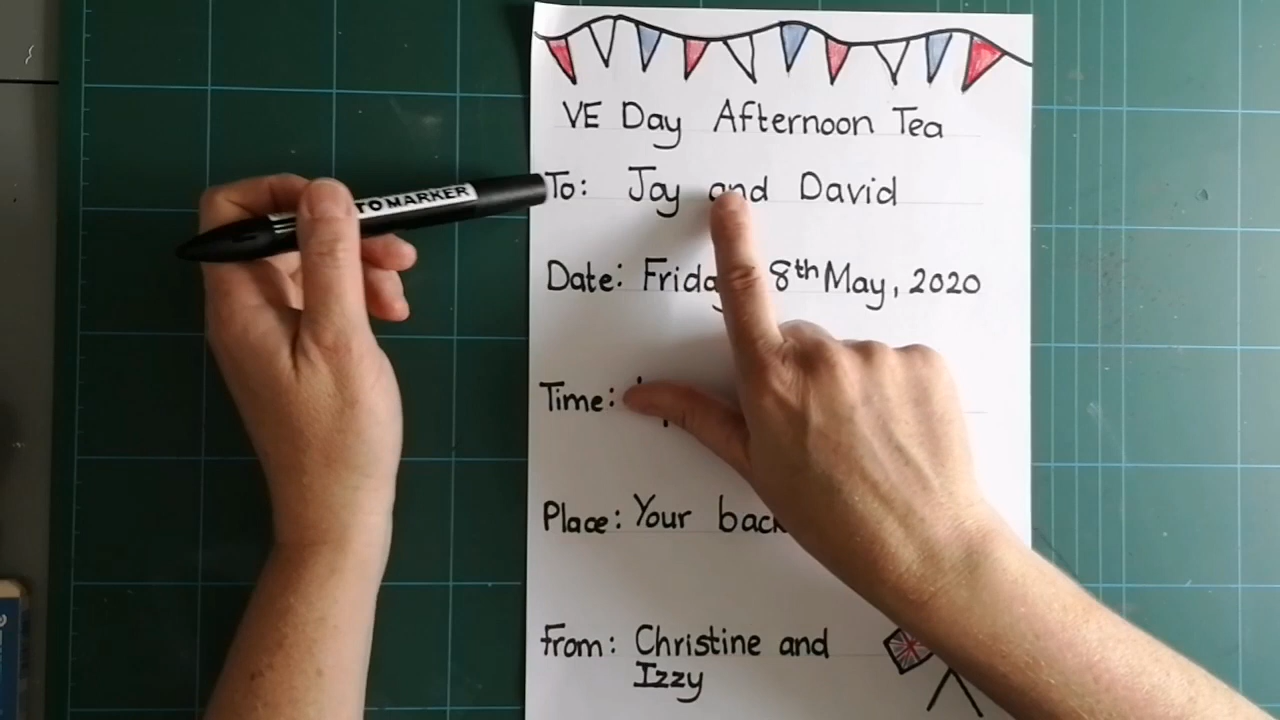 VE Day Afternoon Tea
To: Joy and David
Date: Friday 8th May, 2020
Time:
Place: Your back
From: Christine and
Izzy
TO MARKER